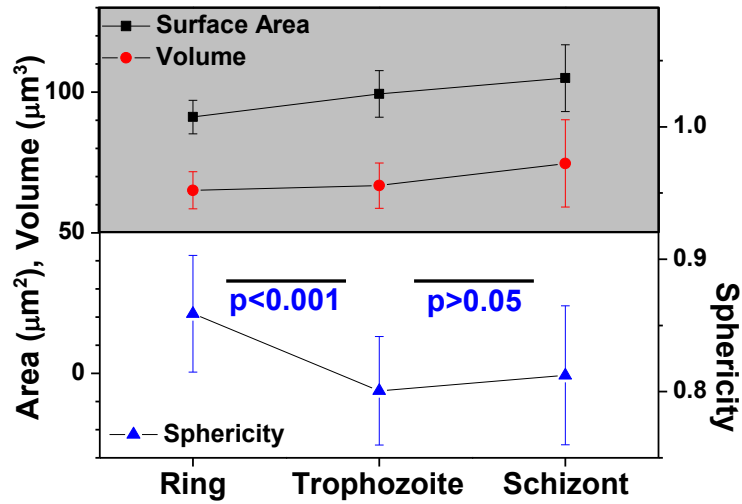 Surface Area
Volume
Area (μm²), Volume (μm³)
100
50
0
1.0
0.9
0.8
Sphericity
p<0.001
p>0.05
Sphericity
Ring
Trophozoite
Schizont